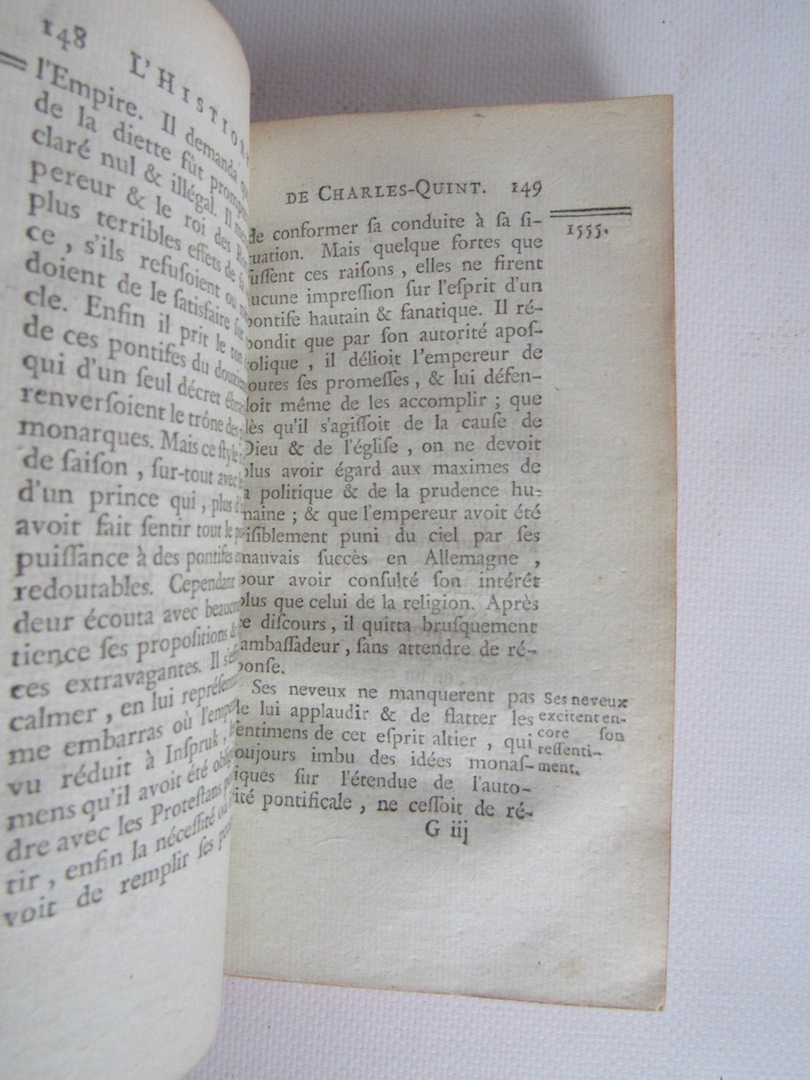 148 L'HISTOIR
l'Empire. Il demanda
de la diette fût promp
claré nul & illégal. Il
pereur & le roi des
plus terribles effets de
ce, s'ils refuſoient ou
doient de le ſatisfaire
cle. Enfin il prit le ton
de ces pontifes du douzie
qui d'un ſeul décret ébr
renverſoient le trône des
monarques. Mais ce ſtyle
de ſaiſon, ſur-tout avec
d'un prince qui, plus d'
avoir fait ſentir tout le
puiſſance à des pontifes
redoutables. Cependant
deur écouta avec beauc
tience ſes propoſitions &
ces extravagantes. Il
calmer, en lui repréſen
me embarras où l'emp
vu réduit à Inſpruk,
mens qu'il avoit été obl
dre avec les Proteſtans
tir, enfin la néceſſité où
voit de remplir ſes
DE CHARLES-QUINT. 149
1555.
de conformer ſa conduite à ſa ſi-
tuation. Mais quelque fortes que
fuſſent ces raiſons, elles ne firent
aucune impreſſion ſur l'eſprit d'un
pontife hautain & fanatique. Il ré-
pondit que par ſon autorité apoſ-
tolique, il délioit l'empereur de
toutes ſes promeſſes, & lui défen-
doit même de les accomplir; que
dès qu'il s'agiſſoit de la cauſe de
Dieu & de l'égliſe, on ne devoit
plus avoir égard aux maximes de
la politique & de la prudence hu-
maine; & que l'empereur avoit été
viſiblement puni du ciel par ſes
mauvais ſuccès en Allemagne,
pour avoir conſulté ſon intérêt
plus que celui de la religion. Après
ce diſcours, il quitta bruſquement
l'ambaſſadeur, ſans attendre de ré-
ponſe.
Ses neveux ne manquerent pas
de lui applaudir & de flatter les
ſentimens de cet eſprit altier, qui
toujours imbu des idées monaſ-
tiques ſur l'étendue de l'auto-
rité pontificale, ne ceſſoit de ré-
Ses neveux
excitent en-
core ſon
reſſenti-
ment.
G iij